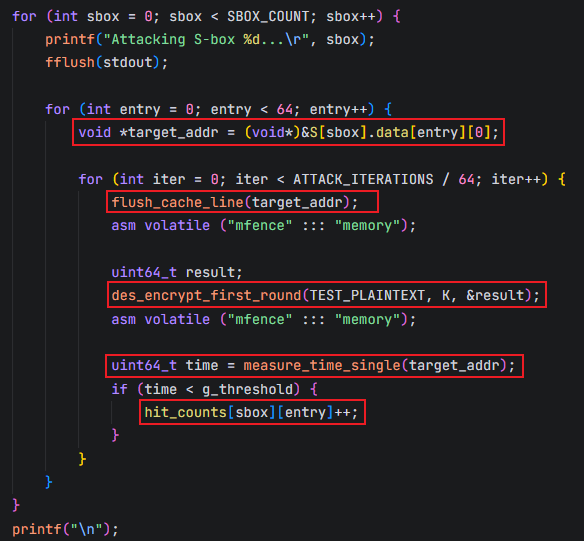 for (int sbox = 0; sbox < SBOX_COUNT; sbox++) {
    printf("Attacking S-box %d...\r", sbox);
    fflush(stdout);

    for (int entry = 0; entry < 64; entry++) {
        void *target_addr = (void*)&S[sbox].data[entry][0];

        for (int iter = 0; iter < ATTACK_ITERATIONS / 64; iter++) {
            flush_cache_line(target_addr);
            asm volatile ("mfence" ::: "memory");

            uint64_t result;
            des_encrypt_first_round(TEST_PLAINTEXT, K, &result);
            asm volatile ("mfence" ::: "memory");

            uint64_t time = measure_time_single(target_addr);
            if (time < g_threshold) {
                hit_counts[sbox][entry]++;
            }
        }
    }
}
printf("\n");